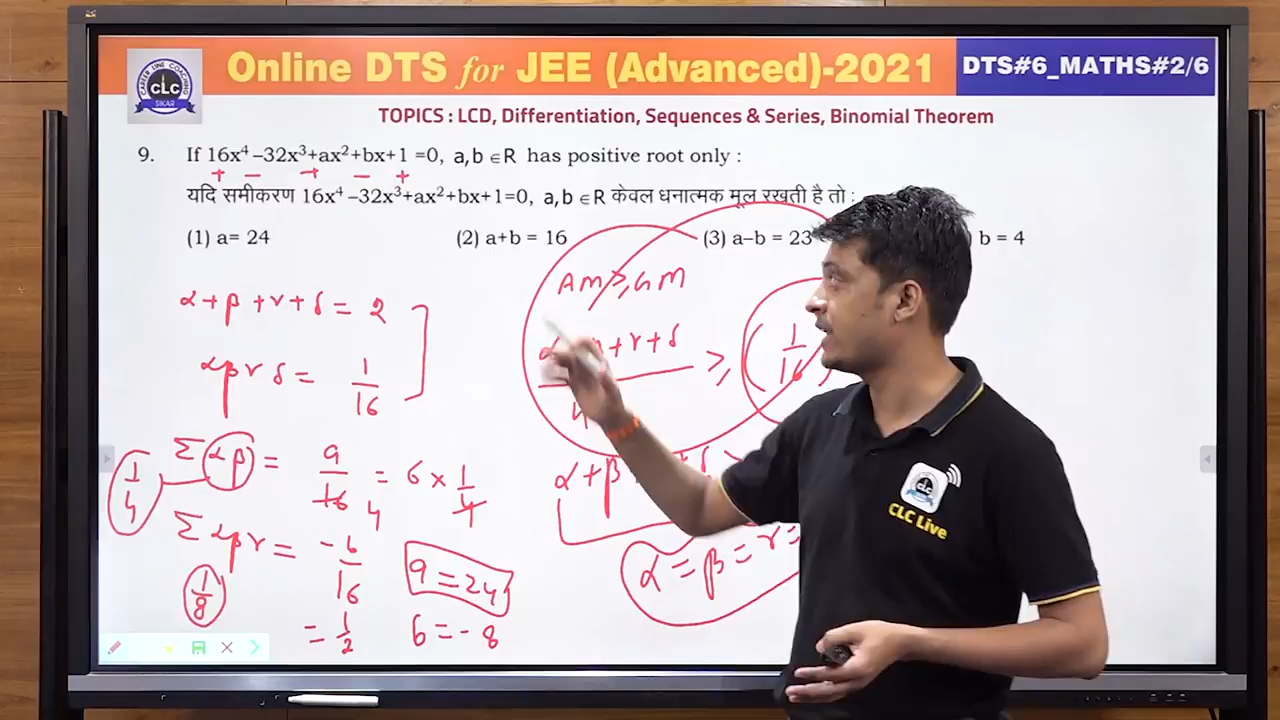 Online DTS for JEE (Advanced)-2021
DTS#6_MATHS#2/6
CLC
SIKAR
TOPICS : LCD, Differentiation, Sequences & Series, Binomial Theorem
9. If 16x⁴ –32x³+ax²+bx+1 =0, a,b ∈R has positive root only :
+ – + – +
यदि समीकरण 16x⁴ –32x³+ax²+bx+1=0, a,b ∈R केवल धनात्मक मूल रखती है तो :
(1) a= 24 (2) a+b = 16 (3) a–b = 23 b = 4
AM ≥ GM
α+β+γ+δ = 2
+γ+δ ≥ (1/16)
4
αβγδ = 1/16
Σαβ = a/16 = 6 × 1/4
4
1/4
α+β
Σαβγ = -b/16
1/8
a = 24
α = β = γ =
= 1/2 b = -8
CLC Live